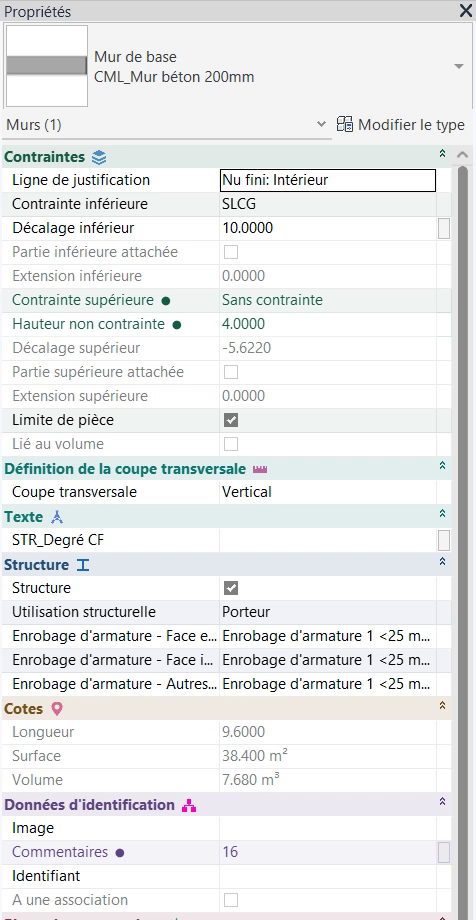 Propriétés
Mur de base
CML_Mur béton 200mm
Murs (1)
Modifier le type
Contraintes
Ligne de justification Nu fini: Intérieur
Contrainte inférieure SLCG
Décalage inférieur 10.0000
Partie inférieure attachée
Extension inférieure 0.0000
Contrainte supérieure Sans contrainte
Hauteur non contrainte 4.0000
Décalage supérieur -5.6220
Partie supérieure attachée
Extension supérieure 0.0000
Limite de pièce
Lié au volume
Définition de la coupe transversale
Coupe transversale Vertical
Texte
STR_Degré CF
Structure
Structure
Utilisation structurelle Porteur
Enrobage d'armature - Face e... Enrobage d'armature 1 <25 m...
Enrobage d'armature - Face i... Enrobage d'armature 1 <25 m...
Enrobage d'armature - Autres... Enrobage d'armature 1 <25 m...
Cotes
Longueur 9.6000
Surface 38.400 m²
Volume 7.680 m³
Données d'identification
Image
Commentaires 16
Identifiant
A une association